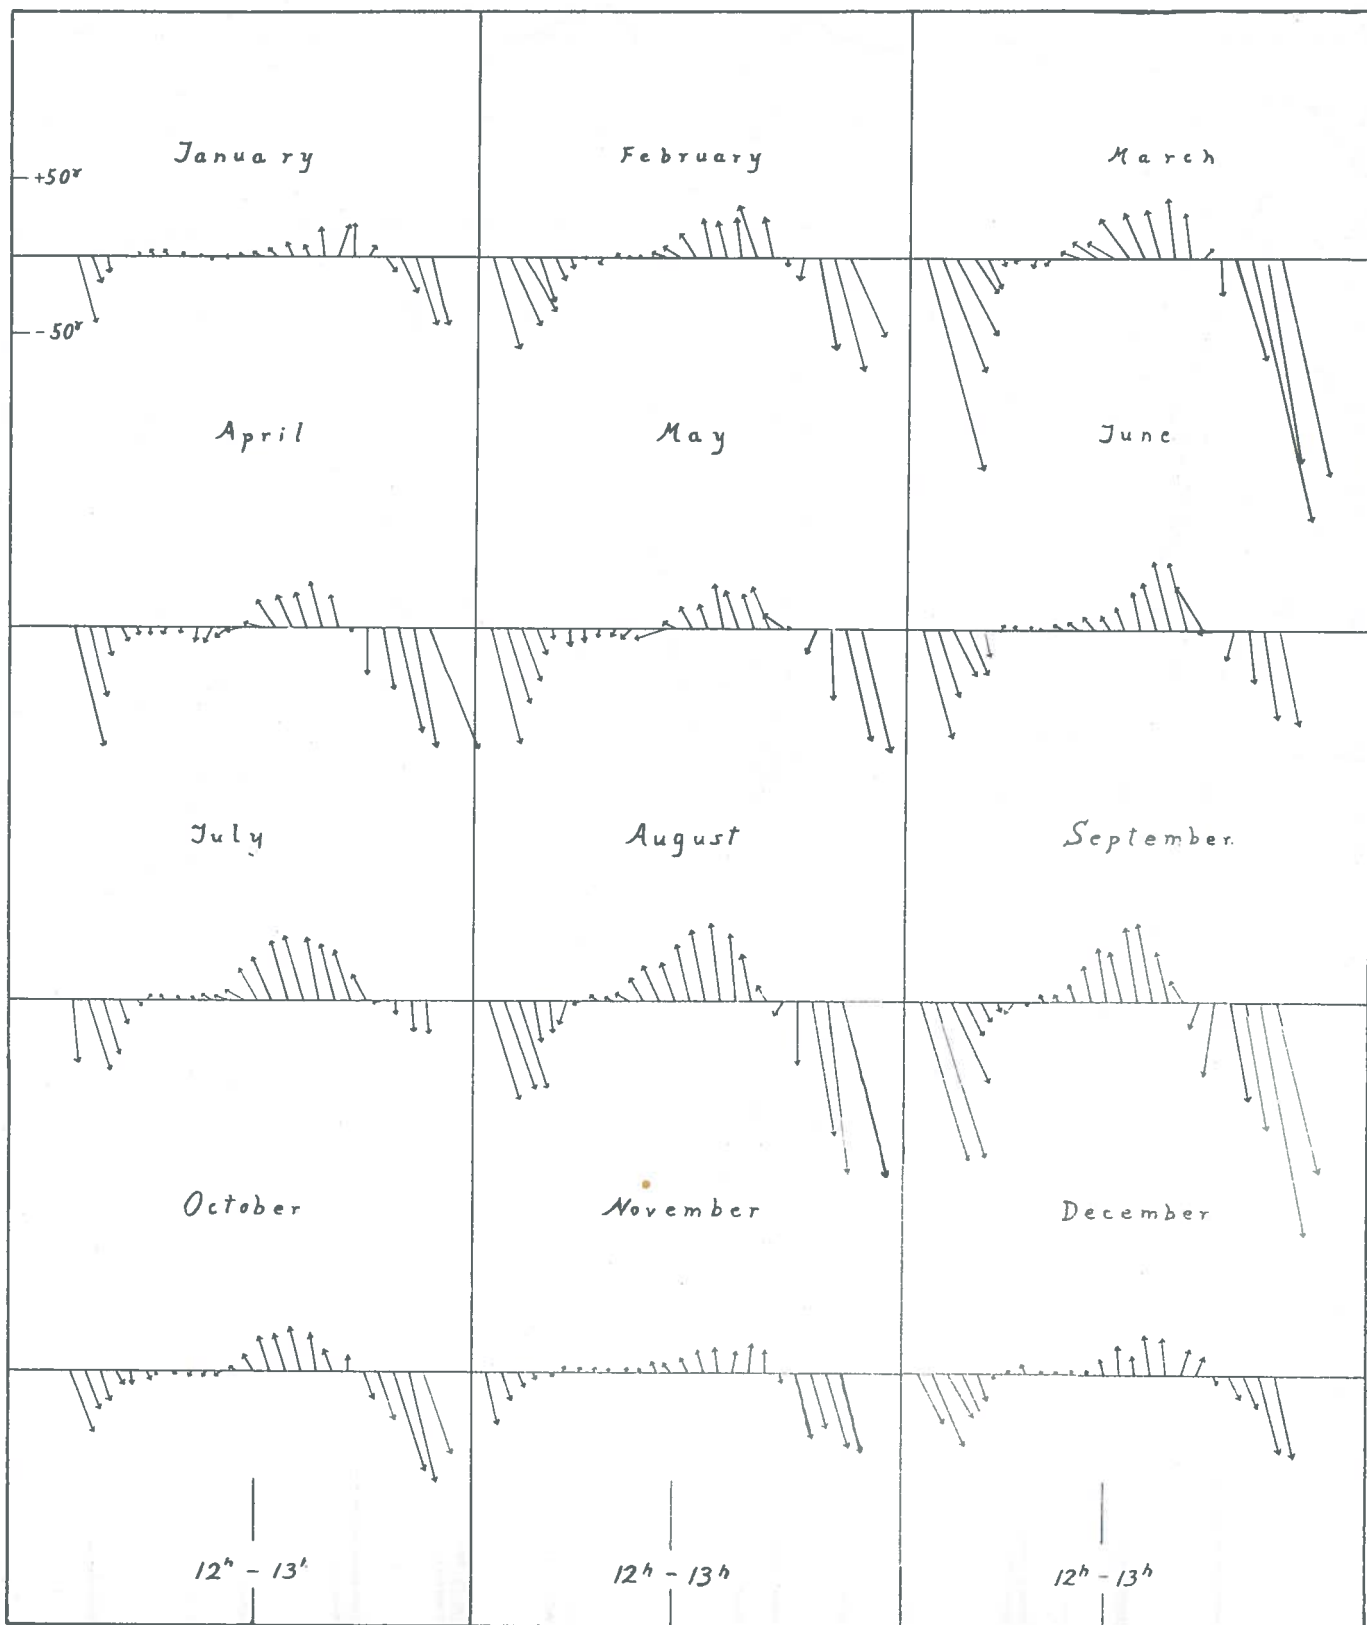 January February March
+50γ
-50γ
April May June
July August September.
October November December
12ʰ - 13ʰ 12ʰ - 13ʰ 12ʰ - 13ʰ